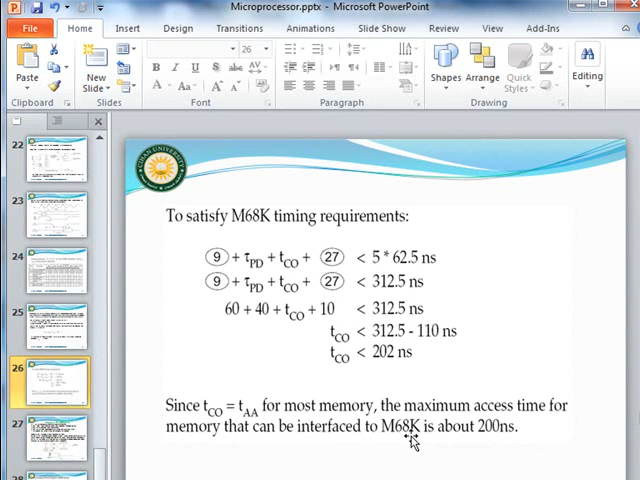 Microprocessor.pptx - Microsoft PowerPoint
File Home Insert Design Transitions Animations Slide Show Review View Add-Ins
Paste New Slide 26 Shapes Arrange Quick Styles Editing
B I U S
Clipboard Slides Font Paragraph Drawing
22
23
24
25
26
27
28
CIHAN UNIVERSITY
To satisfy M68K timing requirements:
9 + τPD + tCO + 27 < 5 * 62.5 ns
9 + τPD + tCO + 27 < 312.5 ns
60 + 40 + tCO + 10 < 312.5 ns
tCO < 312.5 - 110 ns
tCO < 202 ns
Since tCO = tAA for most memory, the maximum access time for
memory that can be interfaced to M68K is about 200ns.